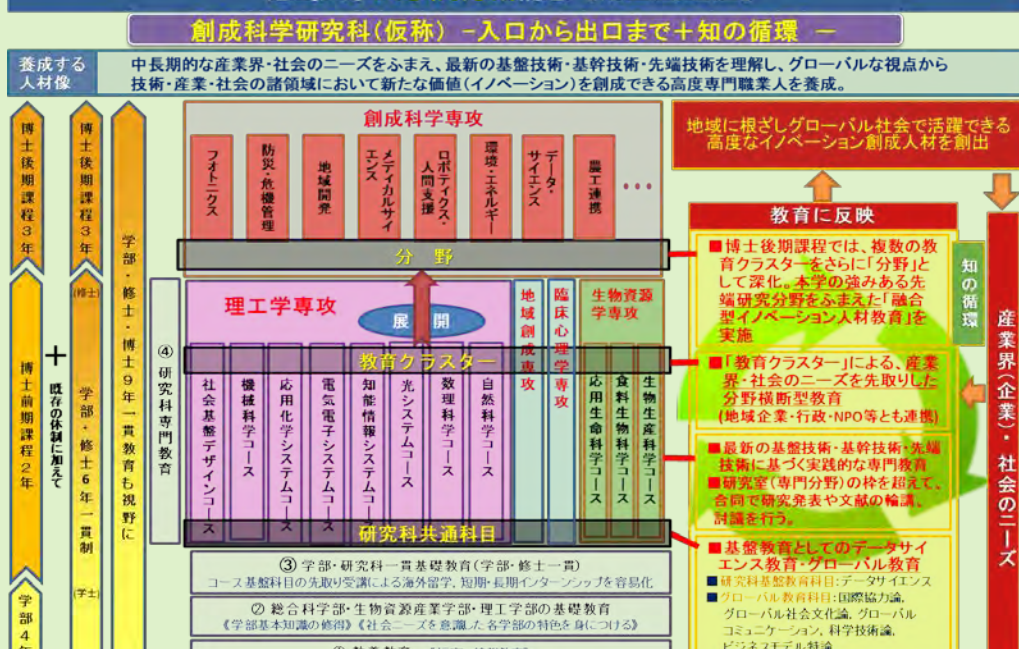 創成科学研究科(仮称) -入口から出口まで+知の循環 -
養成する
人材像
中長期的な産業界・社会のニーズをふまえ、最新の基盤技術・基幹技術・先端技術を理解し、グローバルな視点から
技術・産業・社会の諸領域において新たな価値(イノベーション)を創成できる高度専門職業人を養成。
博士後期課程3年
博士前期課程2年
学部4年
博士後期課程3年
(修士)
学部・修士6年一貫制
(学士)
+
既存の体制に加えて
学部・修士・博士9年一貫教育も視野に
④研究科専門教育
創成科学専攻
フォトニクス
防災・危機管理
地域開発
メディカルサイ
エンス
ロボティクス・
人間支援
環境・エネルギー
データ・
サイエンス
農工連携
・・・
分野
理工学専攻
展開
地域創成専攻
臨床心理学専攻
生物資源
学専攻
教育クラスター
社会基盤デザインコース
機械科学コース
応用化学システムコース
電気電子システムコース
知能情報システムコース
光システムコース
数理科学コース
自然科学コース
応用生命科学コース
食料生物科学コース
生物生産科学コース
研究科共通科目
③ 学部・研究科一貫基礎教育(学部・修士一貫)
コース基盤科目の先取り受講による海外留学、短期・長期インターンシップを容易化
② 総合科学部・生物資源産業学部・理工学部の基礎教育
《学部基本知識の修得》《社会ニーズを意識した各学部の特色を身につける》
地域に根ざしグローバル社会で活躍できる
高度なイノベーション創成人材を創出
教育に反映
■博士後期課程では、複数の教
育クラスターをさらに「分野」と
して深化。本学の強みある先
端研究分野をふまえた「融合
型イノベーション人材教育」を
実施
■「教育クラスター」による、産業
界・社会のニーズを先取りした
分野横断型教育
(地域企業・行政・NPO等とも連携)
■最新の基盤技術・基幹技術・先端
技術に基づく実践的な専門教育
■研究室(専門分野)の枠を超えて、
合同で研究発表や文献の輪講、
討議を行う。
■基盤教育としてのデータサイ
エンス教育・グローバル教育
■研究科基盤教育科目:データサイエンス
■グローバル教育科目:国際協力論、
グローバル社会文化論、グローバル
コミュニケーション、科学技術論、
ビジネスモデル特論
知の循環
産業界(企業)・社会のニーズ